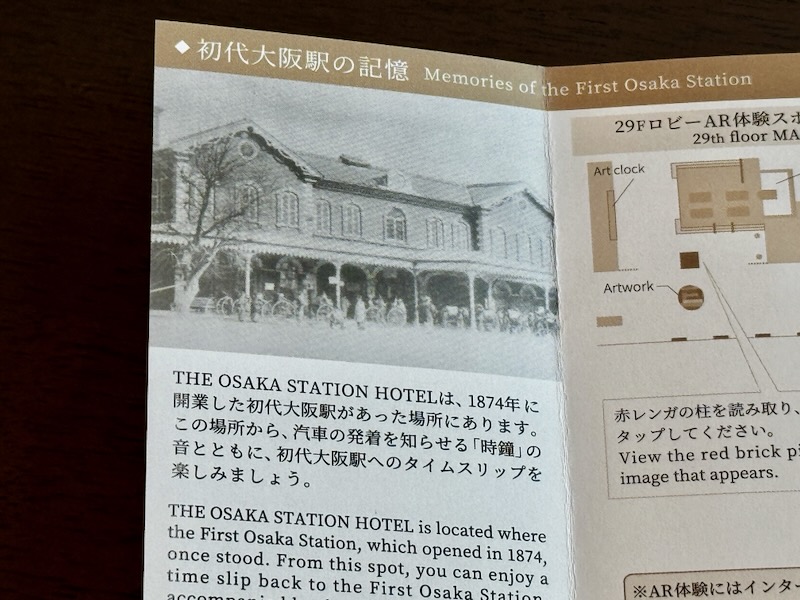 ◆初代大阪駅の記憶 Memories of the First Osaka Station
THE OSAKA STATION HOTELは、1874年に
開業した初代大阪駅があった場所にあります。
この場所から、汽車の発着を知らせる「時鐘」の
音とともに、初代大阪駅へのタイムスリップを
楽しみましょう。
THE OSAKA STATION HOTEL is located where
the First Osaka Station, which opened in 1874,
once stood. From this spot, you can enjoy a
time slip back to the First Osaka Station
29FロビーAR体験ス
29th floor
Art clock
Artwork
赤レンガの柱を読み取り、
タップしてください。
View the red brick
image that appears.
※AR体験には